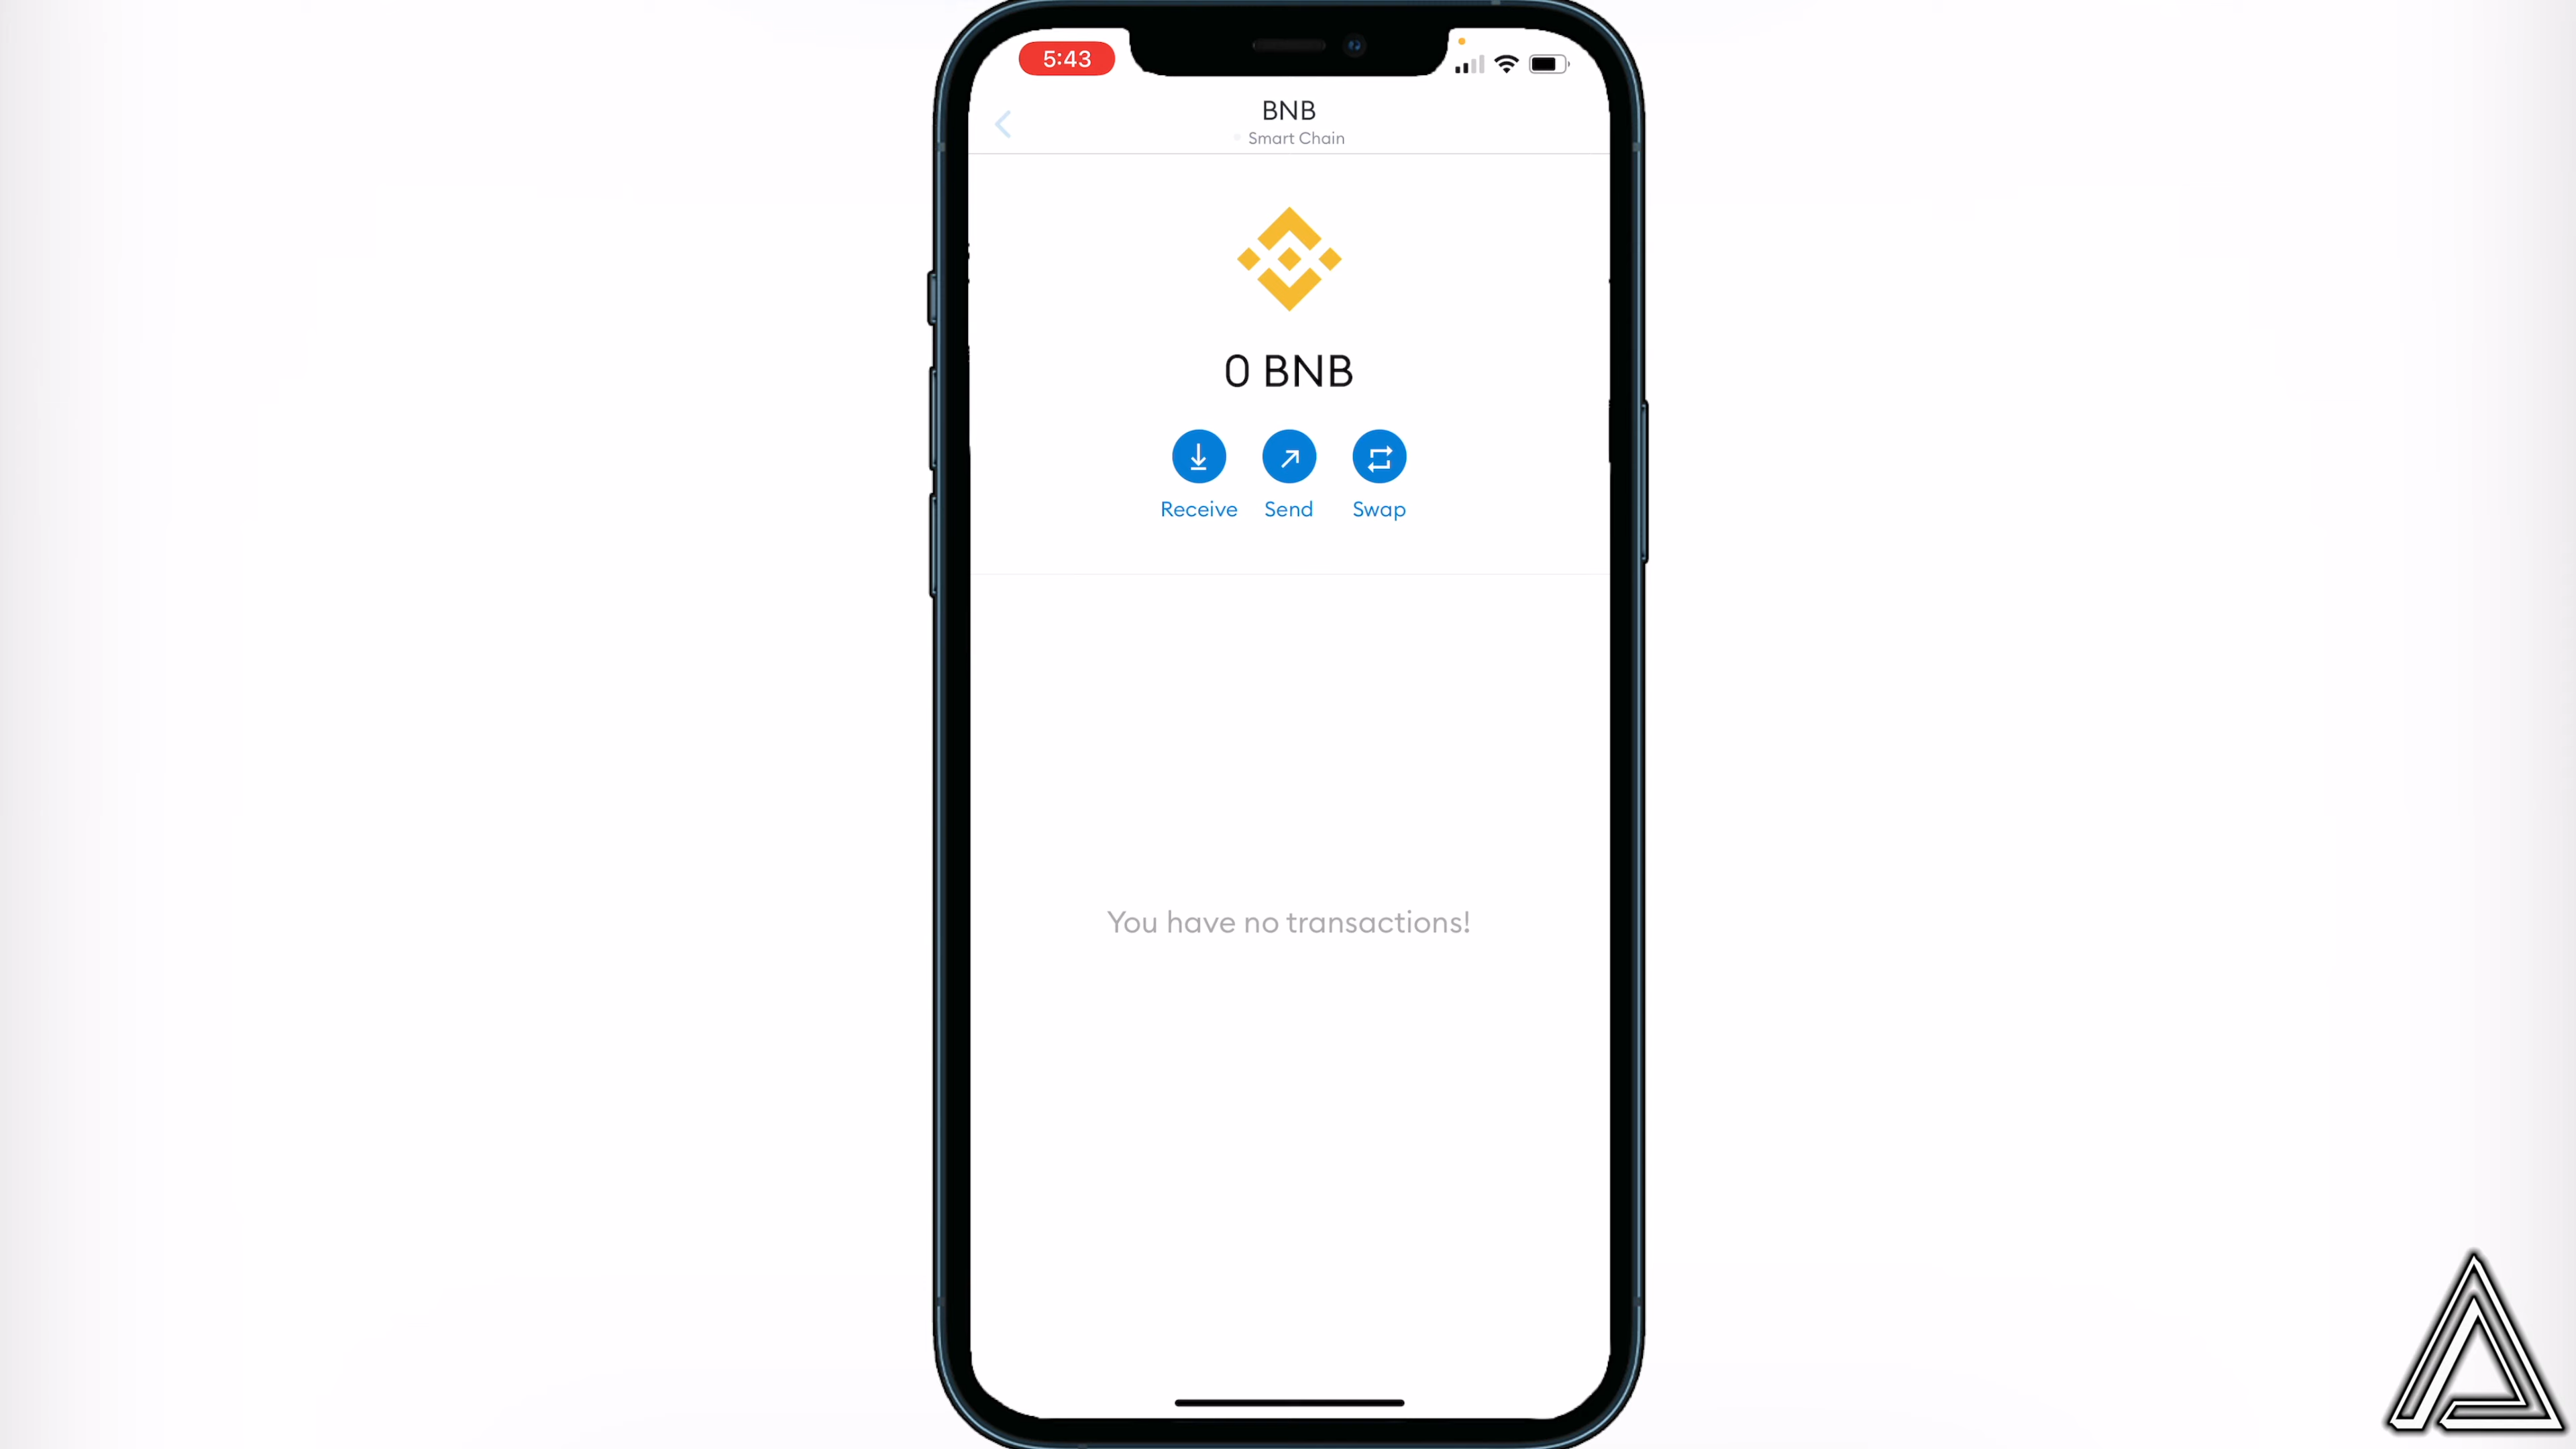 5:43
BNB
Smart Chain
0 BNB
Receive Send Swap
You have no transactions!